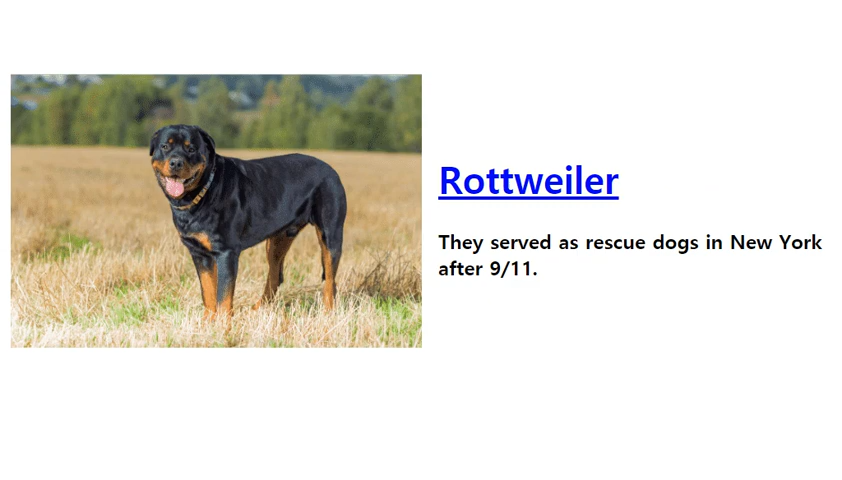 Rottweiler
They served as rescue dogs in New York
after 9/11.